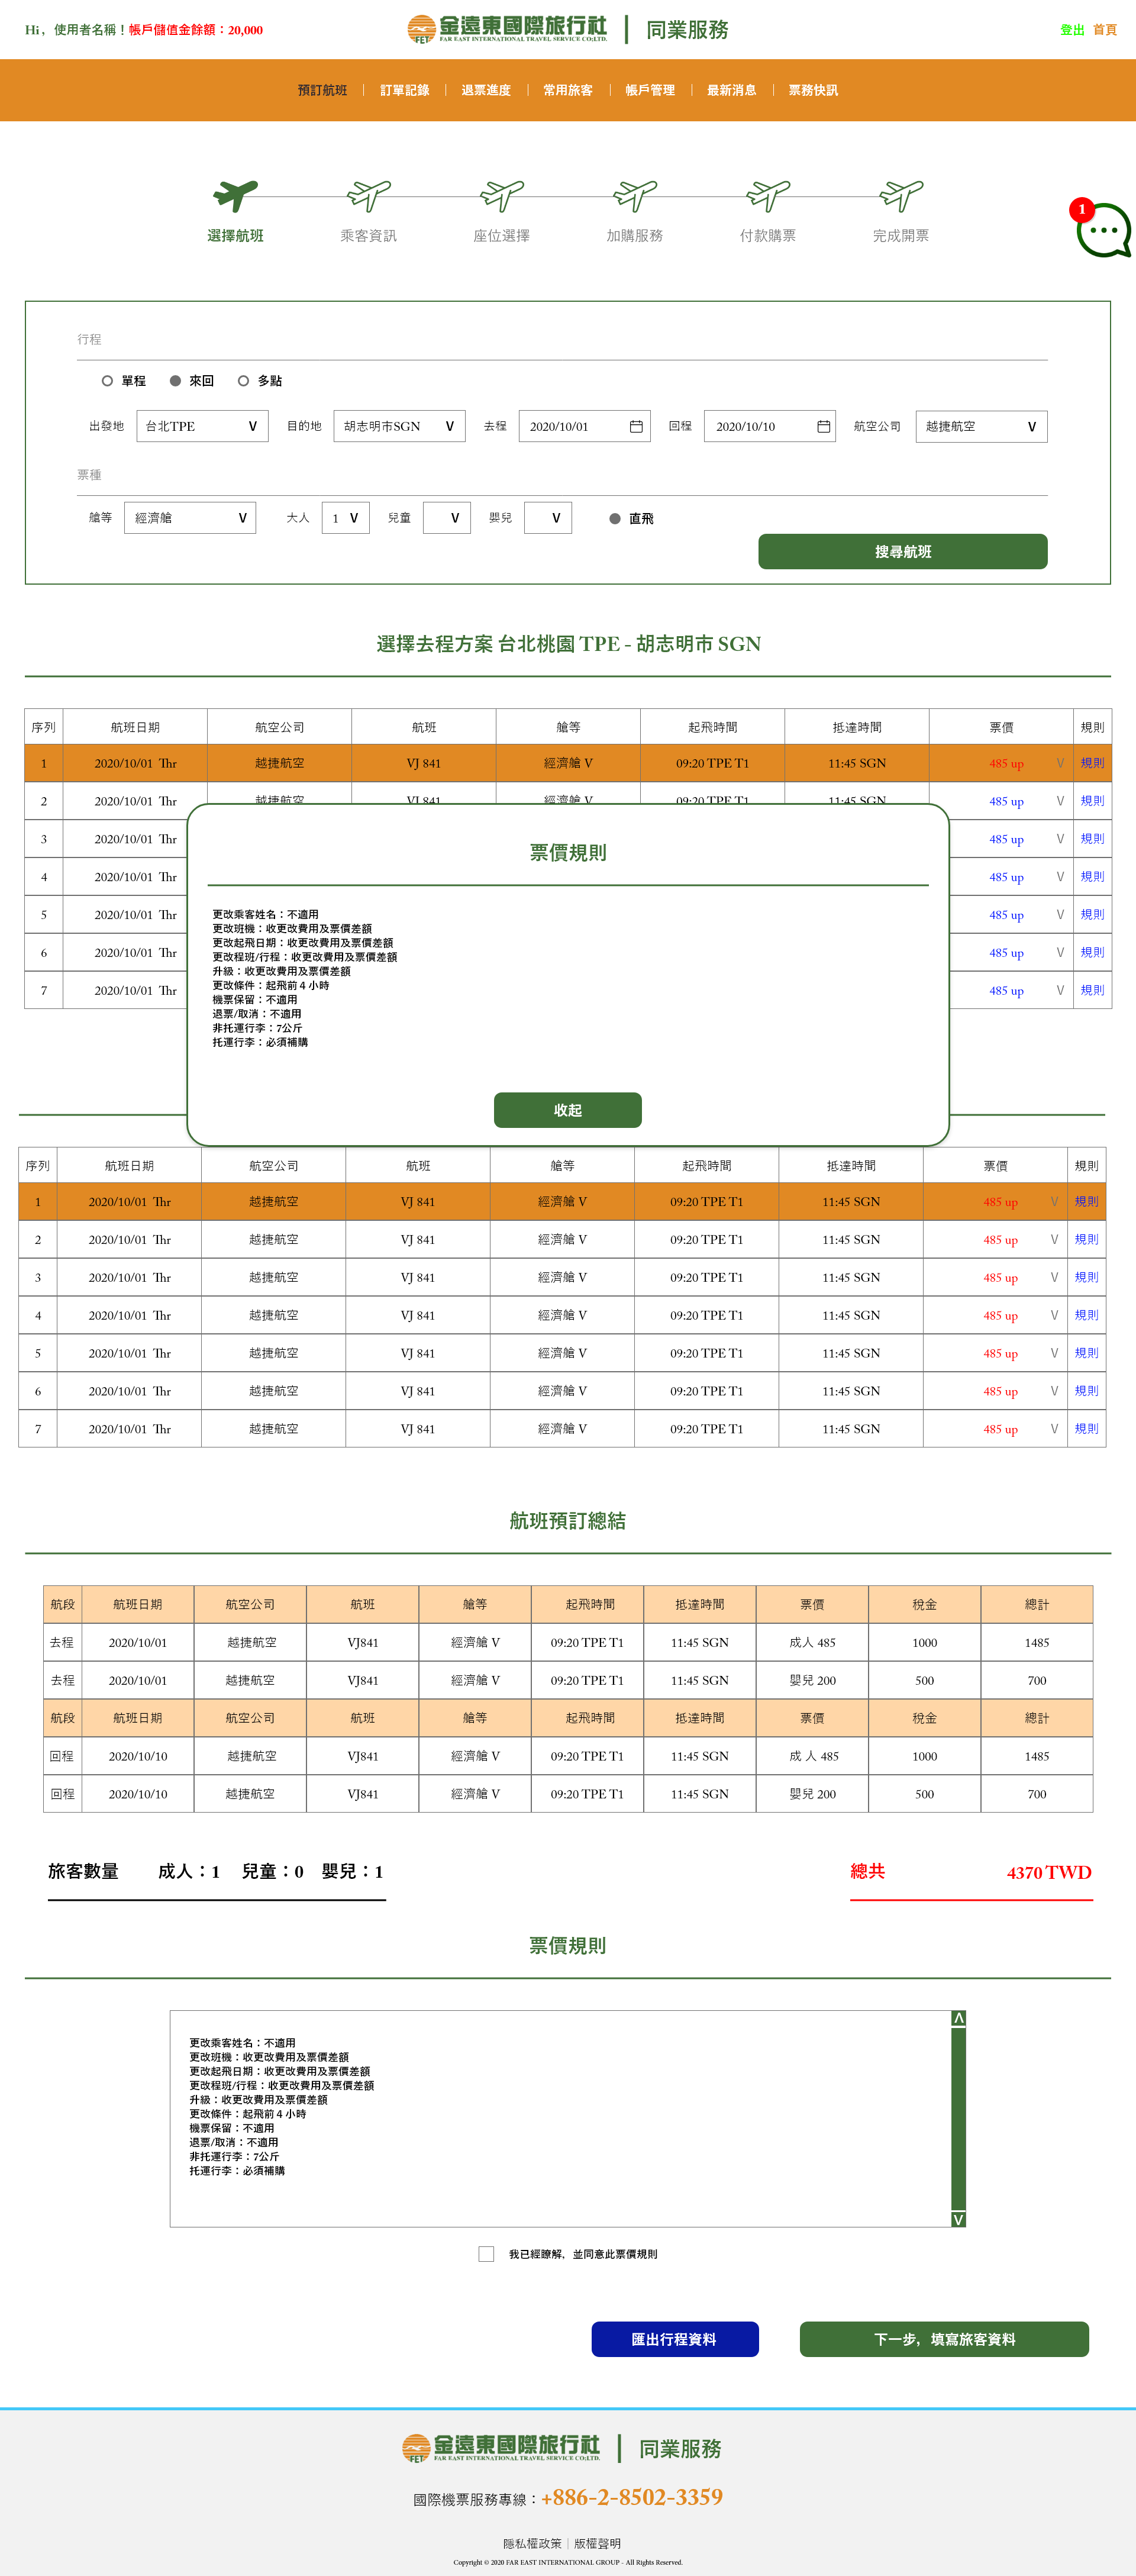 Hi ,  使用者名稱！帳戶儲值金餘額：20,000
FET 金遠東國際旅行社 | 同業服務
FAR EAST INTERNATIONAL TRAVEL SERVICE CO;LTD.
登出 首頁
預訂航班 | 訂單記錄 | 退票進度 | 常用旅客 | 帳戶管理 | 最新消息 | 票務快訊
1
選擇航班 乘客資訊 座位選擇 加購服務 付款購票 完成開票
行程
單程 來回 多點
出發地 台北TPE V 目的地 胡志明市SGN V 去程 2020/10/01 回程 2020/10/10 航空公司 越捷航空 V
票種
艙等 經濟艙 V 大人 1 V 兒童 V 嬰兒 V 直飛
搜尋航班
選擇去程方案 台北桃園 TPE - 胡志明市 SGN
序列 航班日期 航空公司 航班 艙等 起飛時間 抵達時間 票價 規則
1 2020/10/01 Thr 越捷航空 VJ 841 經濟艙 V 09:20 TPE T1 11:45 SGN 485 up V 規則
2 2020/10/01 Thr 越捷航空 VJ 841 經濟艙 V 09:20 TPE T1 11:45 SGN 485 up V 規則
3 2020/10/01 Thr 485 up V 規則
4 2020/10/01 Thr 485 up V 規則
5 2020/10/01 Thr 485 up V 規則
6 2020/10/01 Thr 485 up V 規則
7 2020/10/01 Thr 485 up V 規則
票價規則
更改乘客姓名：不適用
更改班機：收更改費用及票價差額
更改起飛日期：收更改費用及票價差額
更改程班/行程：收更改費用及票價差額
升級：收更改費用及票價差額
更改條件：起飛前 4 小時
機票保留：不適用
退票/取消：不適用
非托運行李：7公斤
托運行李：必須補購
收起
序列 航班日期 航空公司 航班 艙等 起飛時間 抵達時間 票價 規則
1 2020/10/01 Thr 越捷航空 VJ 841 經濟艙 V 09:20 TPE T1 11:45 SGN 485 up V 規則
2 2020/10/01 Thr 越捷航空 VJ 841 經濟艙 V 09:20 TPE T1 11:45 SGN 485 up V 規則
3 2020/10/01 Thr 越捷航空 VJ 841 經濟艙 V 09:20 TPE T1 11:45 SGN 485 up V 規則
4 2020/10/01 Thr 越捷航空 VJ 841 經濟艙 V 09:20 TPE T1 11:45 SGN 485 up V 規則
5 2020/10/01 Thr 越捷航空 VJ 841 經濟艙 V 09:20 TPE T1 11:45 SGN 485 up V 規則
6 2020/10/01 Thr 越捷航空 VJ 841 經濟艙 V 09:20 TPE T1 11:45 SGN 485 up V 規則
7 2020/10/01 Thr 越捷航空 VJ 841 經濟艙 V 09:20 TPE T1 11:45 SGN 485 up V 規則
航班預訂總結
航段 航班日期 航空公司 航班 艙等 起飛時間 抵達時間 票價 稅金 總計
去程 2020/10/01 越捷航空 VJ841 經濟艙 V 09:20 TPE T1 11:45 SGN 成人 485 1000 1485
去程 2020/10/01 越捷航空 VJ841 經濟艙 V 09:20 TPE T1 11:45 SGN 嬰兒 200 500 700
航段 航班日期 航空公司 航班 艙等 起飛時間 抵達時間 票價 稅金 總計
回程 2020/10/10 越捷航空 VJ841 經濟艙 V 09:20 TPE T1 11:45 SGN 成 人 485 1000 1485
回程 2020/10/10 越捷航空 VJ841 經濟艙 V 09:20 TPE T1 11:45 SGN 嬰兒 200 500 700
旅客數量 成人：1 兒童：0 嬰兒：1 總共 4370 TWD
票價規則
更改乘客姓名：不適用
更改班機：收更改費用及票價差額
更改起飛日期：收更改費用及票價差額
更改程班/行程：收更改費用及票價差額
升級：收更改費用及票價差額
更改條件：起飛前 4 小時
機票保留：不適用
退票/取消：不適用
非托運行李：7公斤
托運行李：必須補購
我已經瞭解，並同意此票價規則
匯出行程資料 下一步，填寫旅客資料
FET 金遠東國際旅行社 | 同業服務
FAR EAST INTERNATIONAL TRAVEL SERVICE CO;LTD.
國際機票服務專線：+886-2-8502-3359
隱私權政策 | 版權聲明
Copyright © 2020 FAR EAST INTERNATIONAL GROUP - All Rights Reserved.